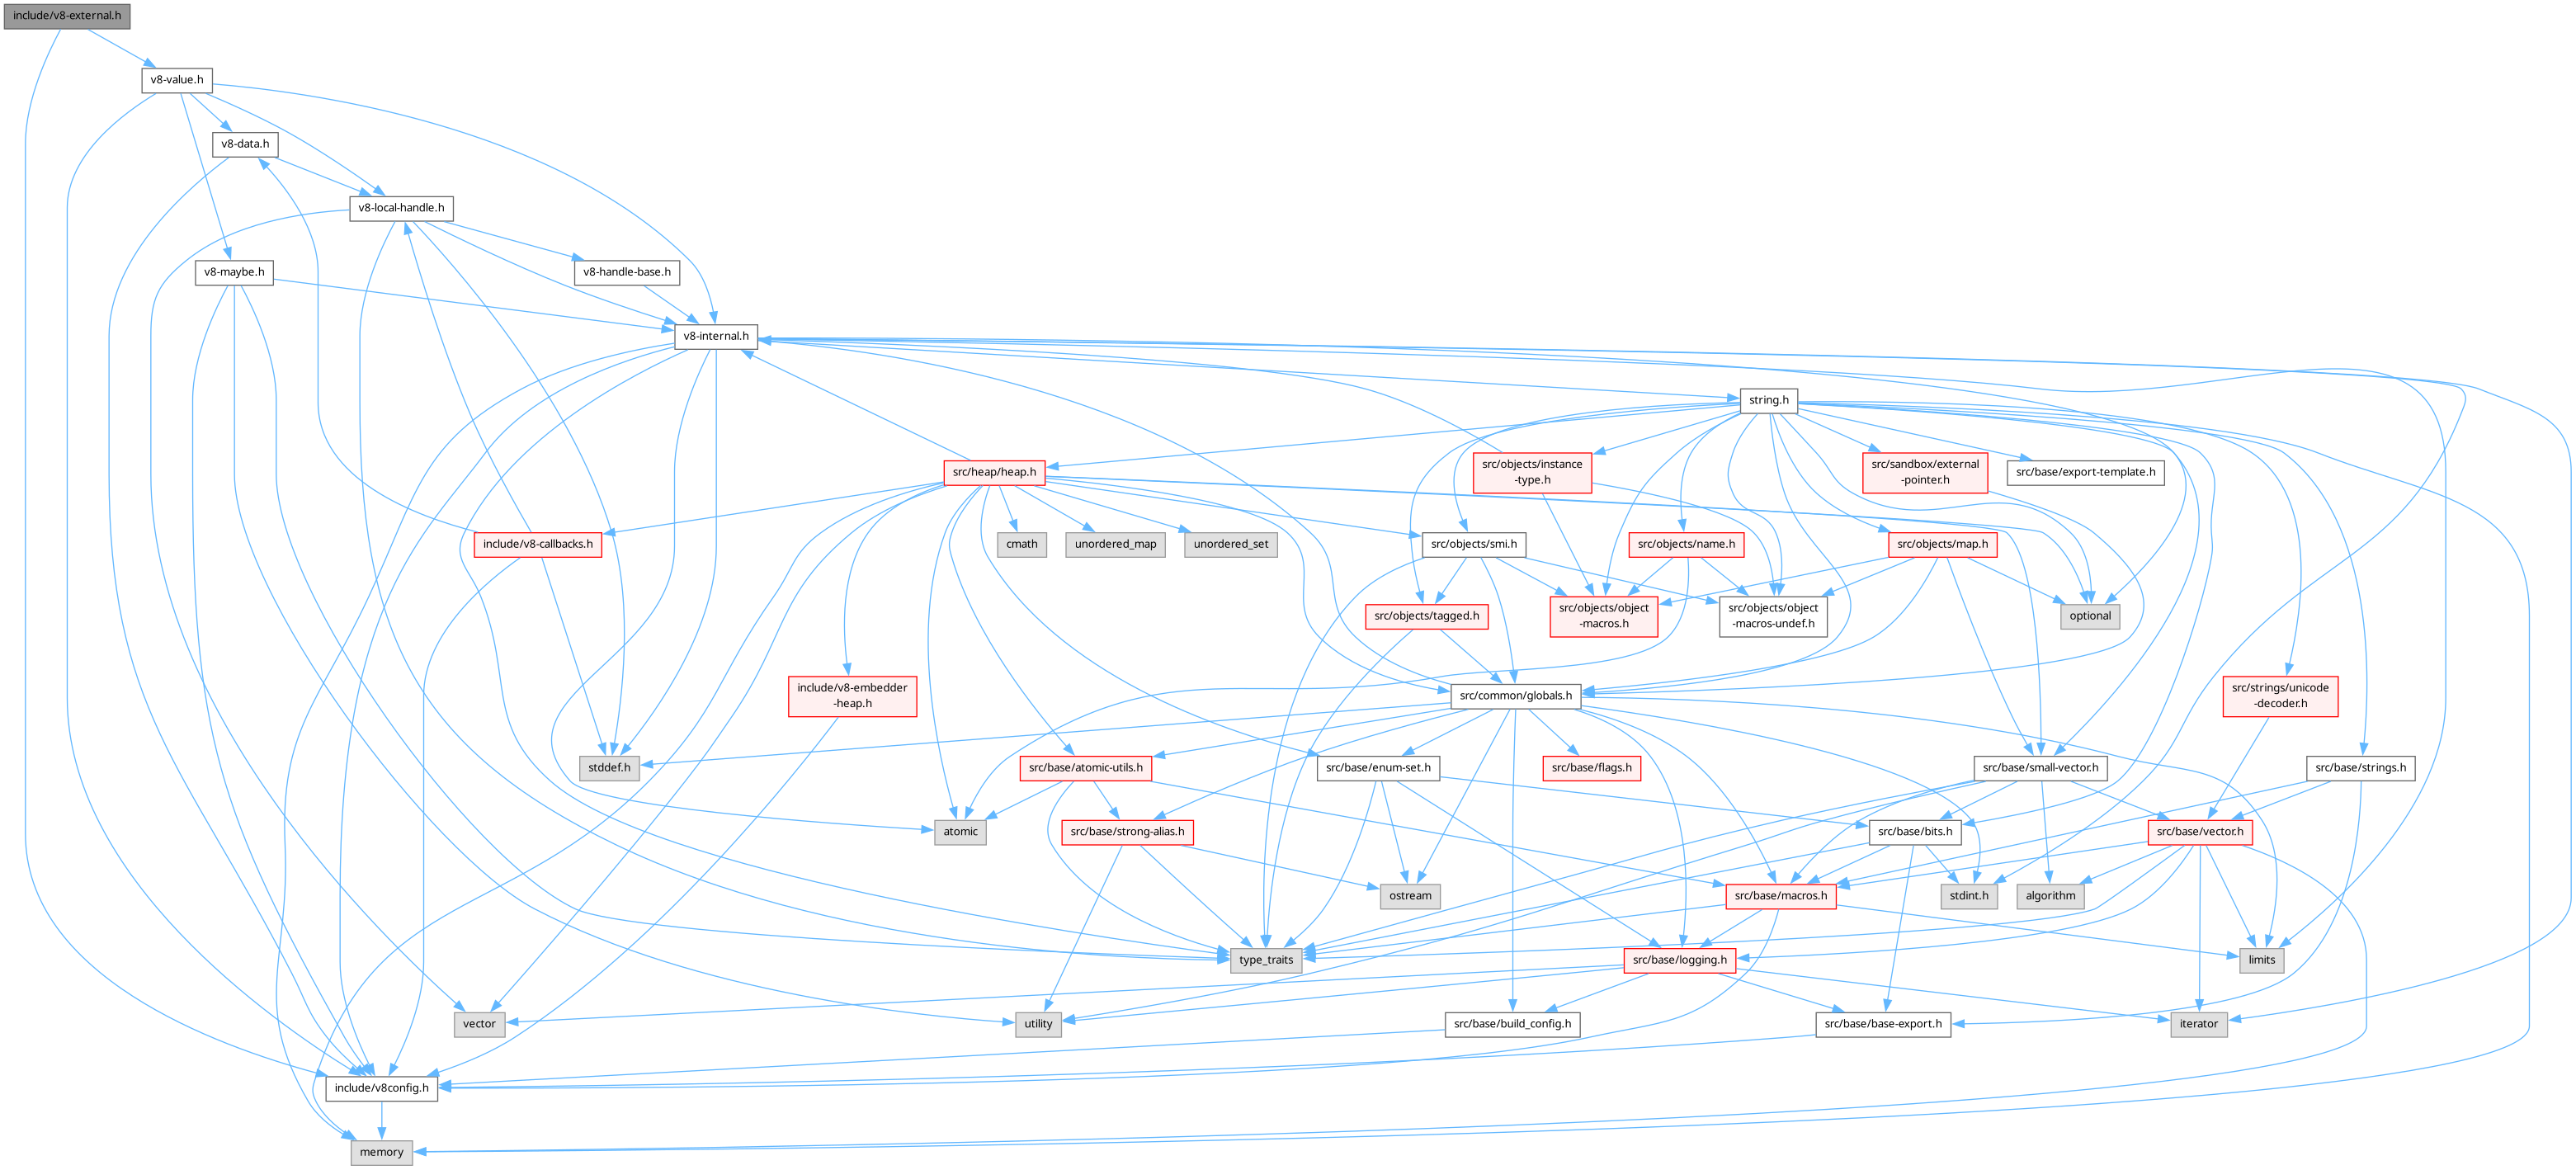 include/v8-external.h
v8-value.h
v8-data.h
v8-local-handle.h
v8-maybe.h
v8-handle-base.h
v8-internal.h
string.h
src/heap/heap.h
src/objects/instance
-type.h
src/sandbox/external
-pointer.h
src/base/export-template.h
include/v8-callbacks.h
cmath
unordered_map
unordered_set
src/objects/smi.h
src/objects/name.h
src/objects/map.h
src/objects/tagged.h
src/objects/object
-macros.h
src/objects/object
-macros-undef.h
optional
include/v8-embedder
-heap.h
src/common/globals.h
src/strings/unicode
-decoder.h
stddef.h
src/base/atomic-utils.h
src/base/enum-set.h
src/base/flags.h
src/base/small-vector.h
src/base/strings.h
atomic
src/base/strong-alias.h
src/base/bits.h
src/base/vector.h
ostream
src/base/macros.h
stdint.h
algorithm
type_traits
src/base/logging.h
limits
vector
utility
src/base/build_config.h
src/base/base-export.h
iterator
include/v8config.h
memory